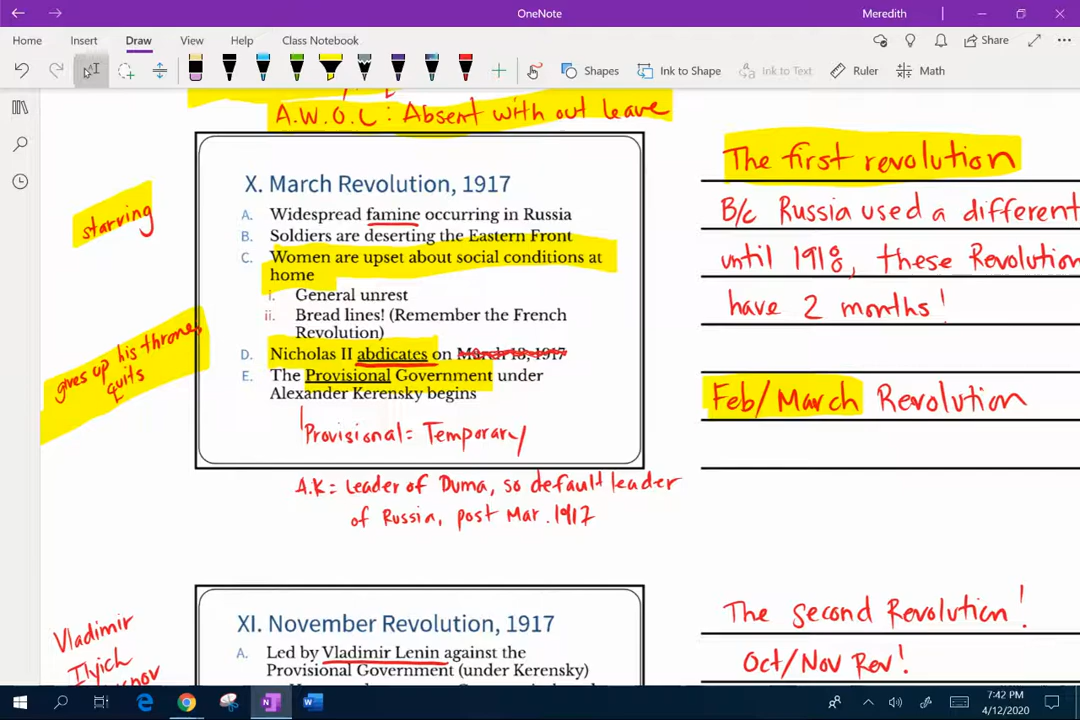 OneNote
Meredith
Home
Insert
Draw
View
Help
Class Notebook
Share
Shapes
Ink to Shape
Ink to Text
Ruler
Math
A.W.O.L : Absent with out leave
starving
gives up his thrones
quits
X. March Revolution, 1917
A. Widespread famine occurring in Russia
B. Soldiers are deserting the Eastern Front
C. Women are upset about social conditions at
home
i. General unrest
ii. Bread lines! (Remember the French
Revolution)
D. Nicholas II abdicates on March 13, 1917
E. The Provisional Government under
Alexander Kerensky begins
Provisional = Temporary
A.K = Leader of Duma, so default leader
of Russia, post Mar. 1917
The first revolution
B/c Russia used a different
until 1918, these Revolution
have 2 months!
Feb/March Revolution
Vladimir
Ilyich
XI. November Revolution, 1917
A. Led by Vladimir Lenin against the
Provisional Government (under Kerensky)
The second Revolution!
Oct/Nov Rev!
7:42 PM
4/12/2020